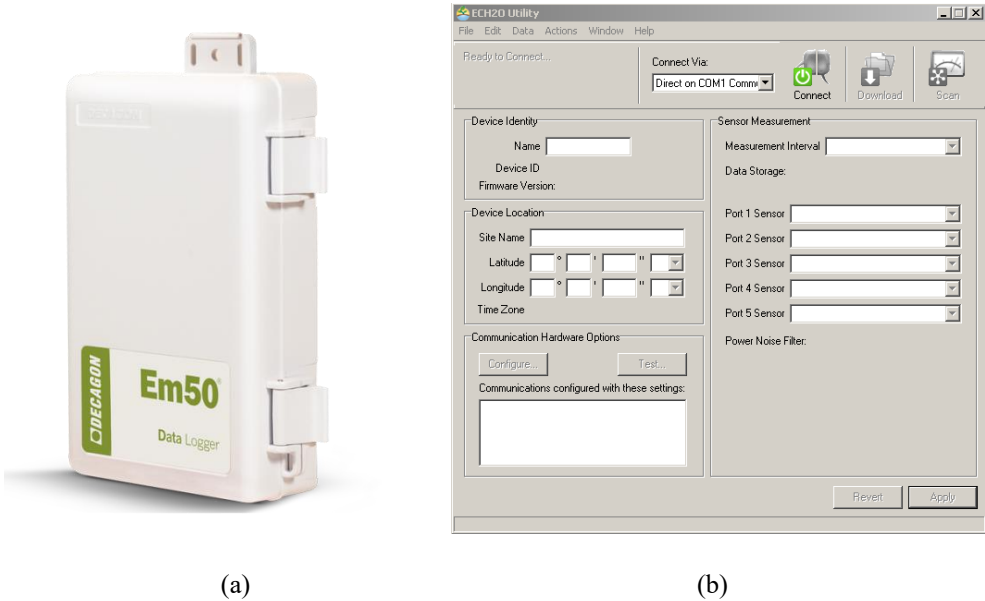 DECAGON
DECAGON
Em50®
Data Logger
(a)
ECH2O Utility
File Edit Data Actions Window Help
Ready to Connect...
Connect Via:
Direct on COM1 Commu
Connect
Download
Scan
Device Identity
Name
Device ID
Firmware Version:
Device Location
Site Name
Latitude ° ' "
Longitude ° ' "
Time Zone
Communication Hardware Options
Configure...
Test...
Communications configured with these settings:
Sensor Measurement
Measurement Interval
Data Storage:
Port 1 Sensor
Port 2 Sensor
Port 3 Sensor
Port 4 Sensor
Port 5 Sensor
Power Noise Filter:
Revert
Apply
(b)